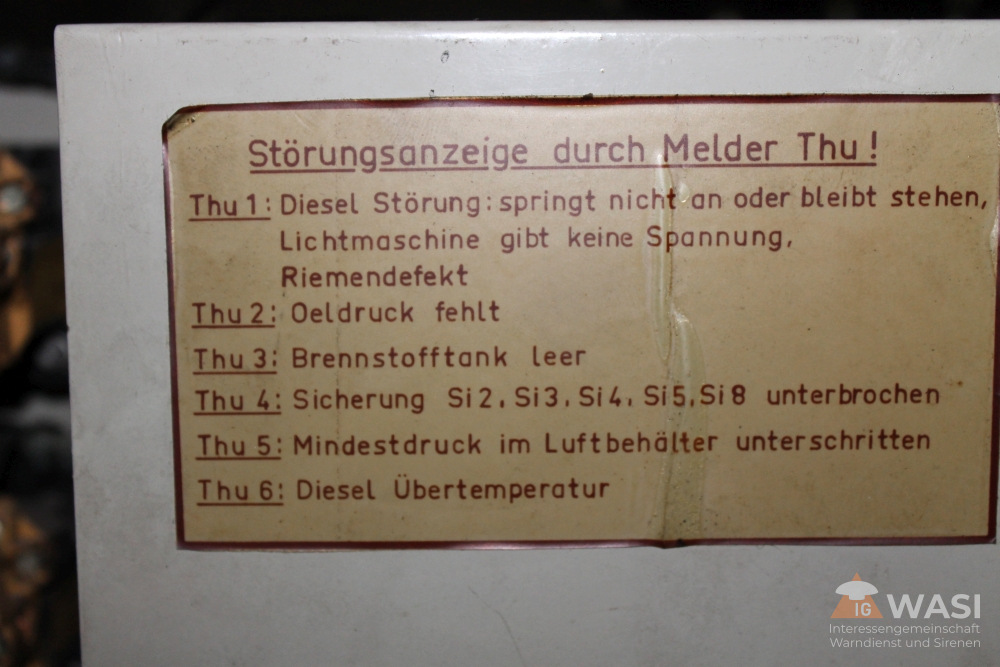 Störungsanzeige durch Melder Thu!
Thu 1: Diesel Störung: springt nicht an oder bleibt stehen,
Lichtmaschine gibt keine Spannung,
Riemendefekt
Thu 2: Oeldruck fehlt
Thu 3: Brennstofftank leer
Thu 4: Sicherung Si 2, Si 3, Si 4, Si 5, Si 8 unterbrochen
Thu 5: Mindestdruck im Luftbehälter unterschritten
Thu 6: Diesel Übertemperatur
IG WASI
Interessengemeinschaft
Warndienst und Sirenen